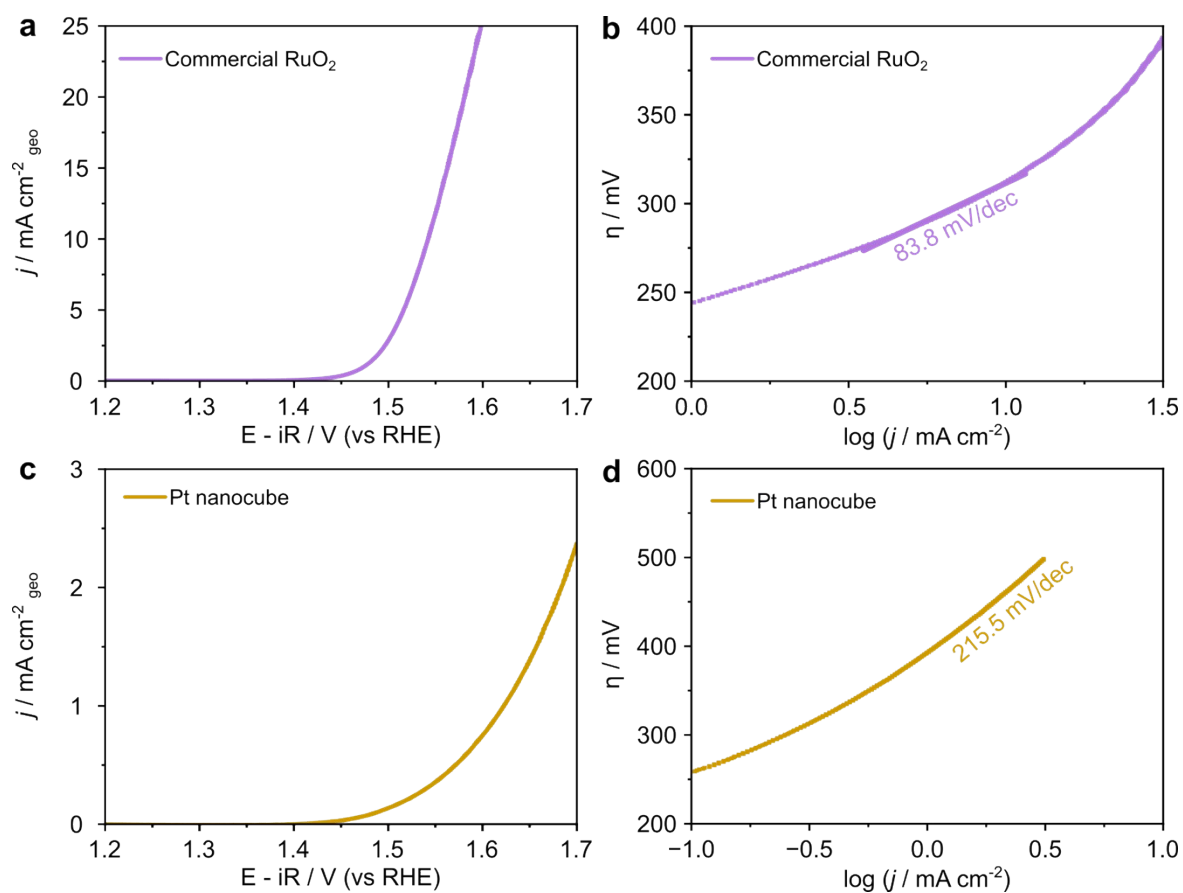 a
Commercial RuO₂
25
20
15
10
5
0
j / mA cm⁻² geo
1.2 1.3 1.4 1.5 1.6 1.7
E - iR / V (vs RHE)
b
Commercial RuO₂
400
350
300
250
200
η / mV
83.8 mV/dec
0.0 0.5 1.0 1.5
log (j / mA cm⁻²)
c
Pt nanocube
3
2
1
0
j / mA cm⁻² geo
1.2 1.3 1.4 1.5 1.6 1.7
E - iR / V (vs RHE)
d
Pt nanocube
600
500
400
300
200
η / mV
215.5 mV/dec
−1.0 −0.5 0.0 0.5 1.0
log (j / mA cm⁻²)